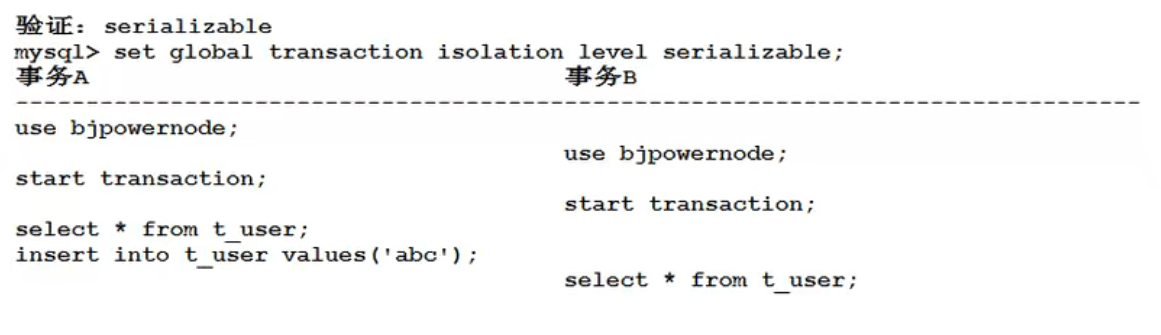 验证：serializable
mysql> set global transaction isolation level serializable;
事务A 事务B
--------------------------------------------------------------------------------
use bjpowernode;
use bjpowernode;
start transaction;
start transaction;
select * from t_user;
insert into t_user values('abc');
select * from t_user;